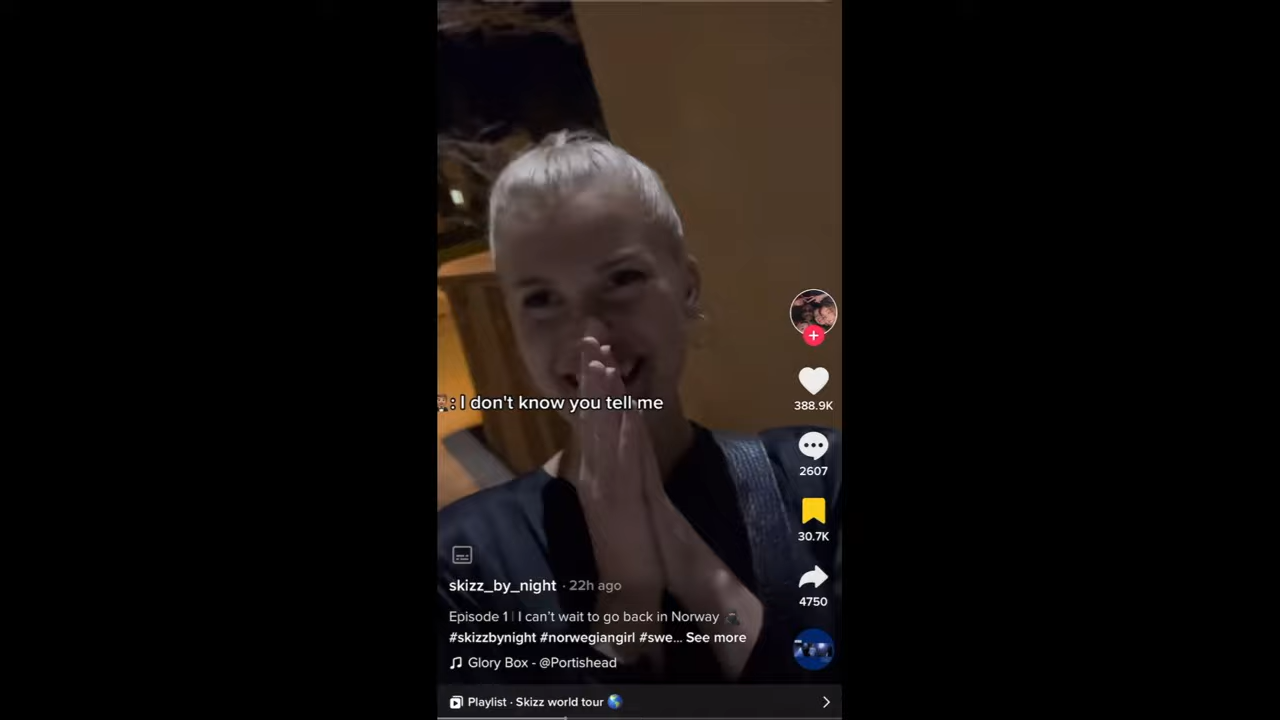 : I don't know you tell me
388.9K
2607
30.7K
4750
skizz_by_night · 22h ago
Episode 1 | I can't wait to go back in Norway
#skizzbynight #norwegiangirl #swe... See more
Glory Box - @Portishead
Playlist · Skizz world tour 🌎